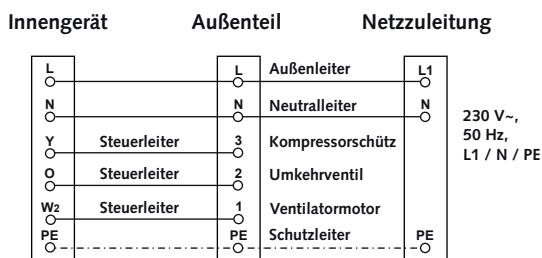 Innengerät Außenteil Netzzuleitung
L L Außenleiter L1
N N Neutralleiter N
230 V~,
50 Hz,
L1 / N / PE
Y Steuerleiter 3 Kompressorschütz
O Steuerleiter 2 Umkehrventil
W2 Steuerleiter 1 Ventilatormotor
PE PE Schutzleiter PE